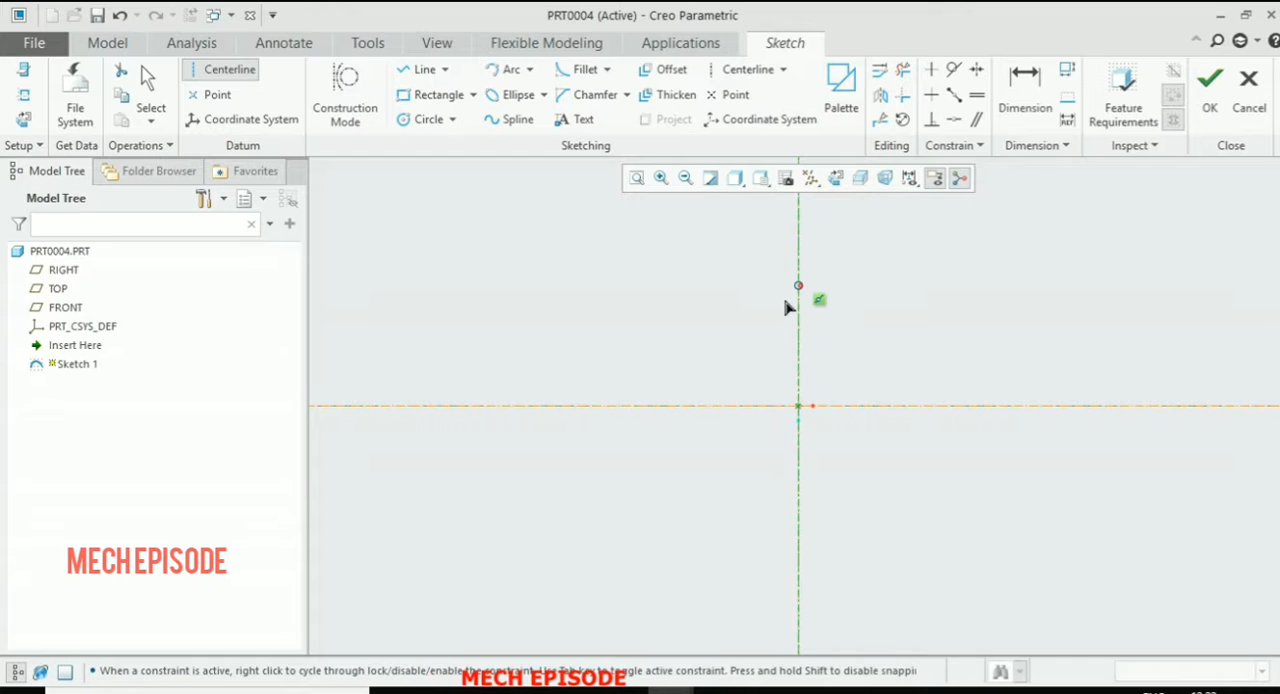 PRT0004 (Active) - Creo Parametric
File Model Analysis Annotate Tools View Flexible Modeling Applications Sketch
Setup
File System
Get Data
Select
Operations
Centerline
Point
Coordinate System
Datum
Construction Mode
Line
Rectangle
Circle
Arc
Ellipse
Spline
Fillet
Chamfer
Text
Offset
Thicken
Project
Centerline
Point
Coordinate System
Palette
Sketching
Editing
Constrain
Dimension
REF
Dimension
Feature Requirements
Inspect
OK
Cancel
Close
Model Tree Folder Browser Favorites
Model Tree
PRT0004.PRT
RIGHT
TOP
FRONT
PRT_CSYS_DEF
Insert Here
Sketch 1
MECH EPISODE
• When a constraint is active, right click to cycle through lock/disable/enable the constraint. Use Tab key to toggle active constraint. Press and hold Shift to disable snappin
MECH EPISODE